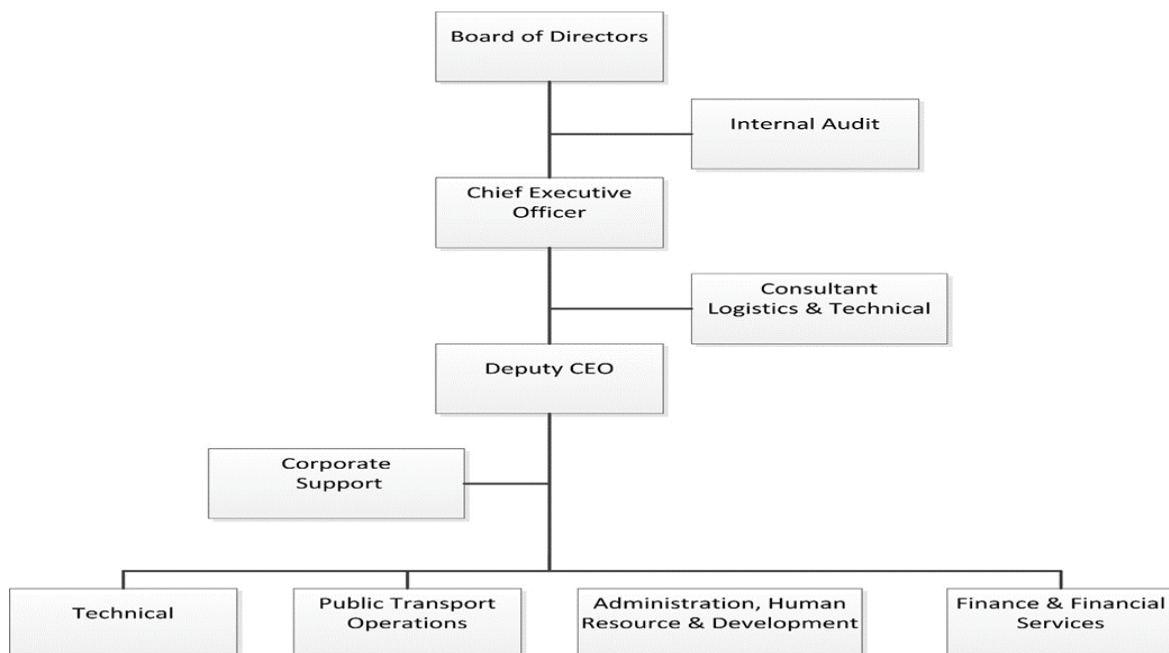 Board of Directors
Internal Audit
Chief Executive
Officer
Consultant
Logistics & Technical
Deputy CEO
Corporate
Support
Technical
Public Transport
Operations
Administration, Human
Resource & Development
Finance & Financial
Services